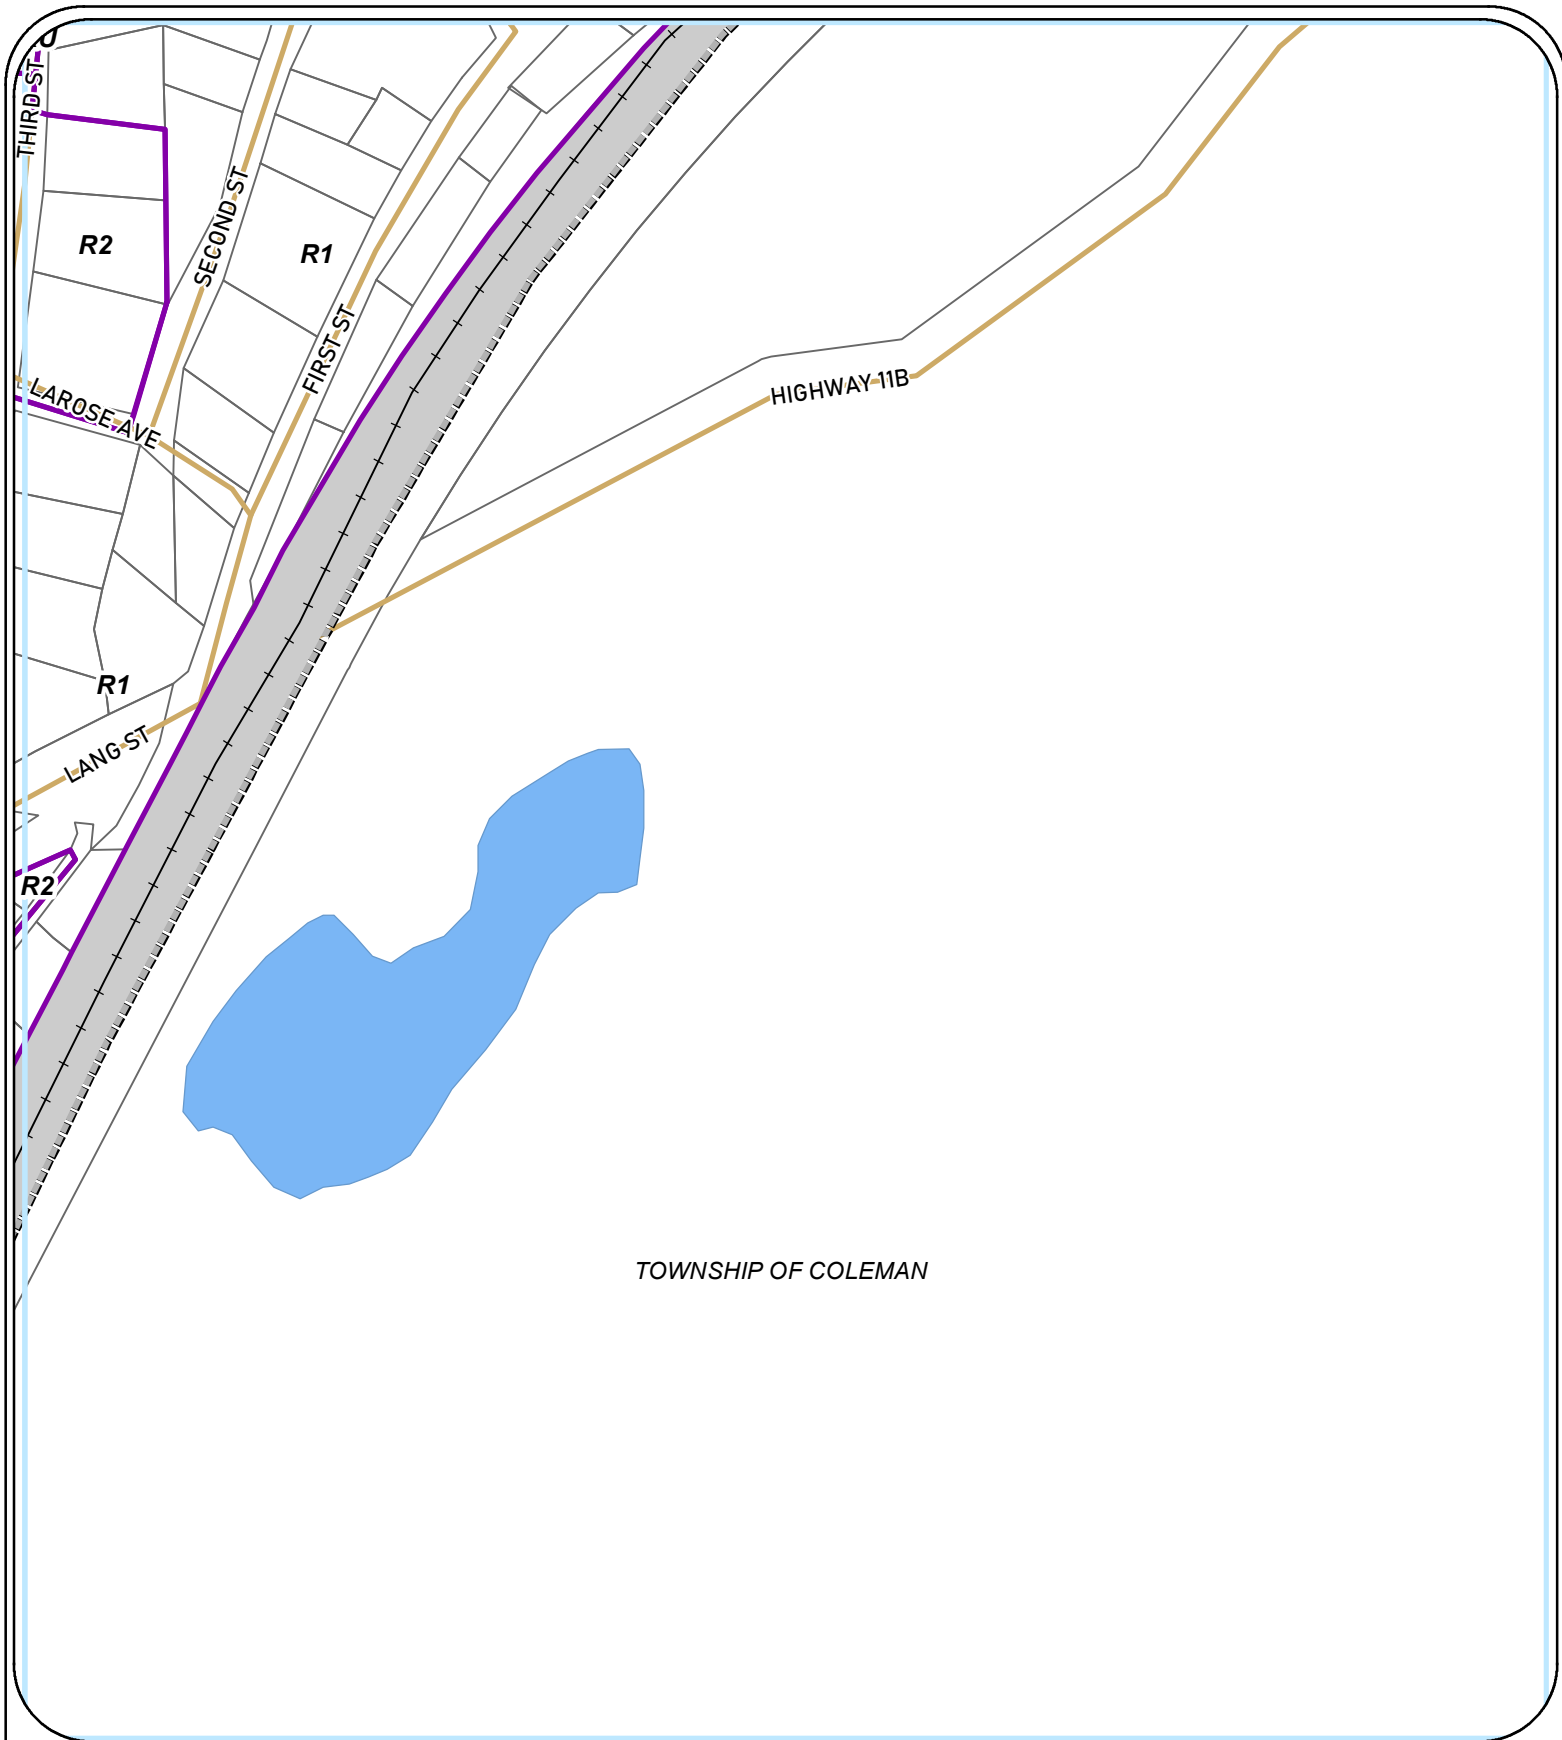 THIRD ST
R2
SECOND ST
R1
FIRST ST
LAROSE AVE
HIGHWAY 11B
R1
LANG ST
R2
TOWNSHIP OF COLEMAN